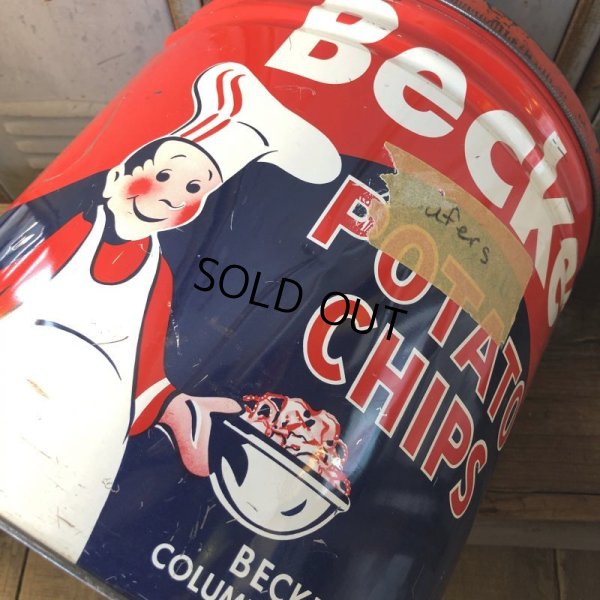 Becke
ufers
POTATO
CHIPS
SOLD OUT
BECK
COLUM